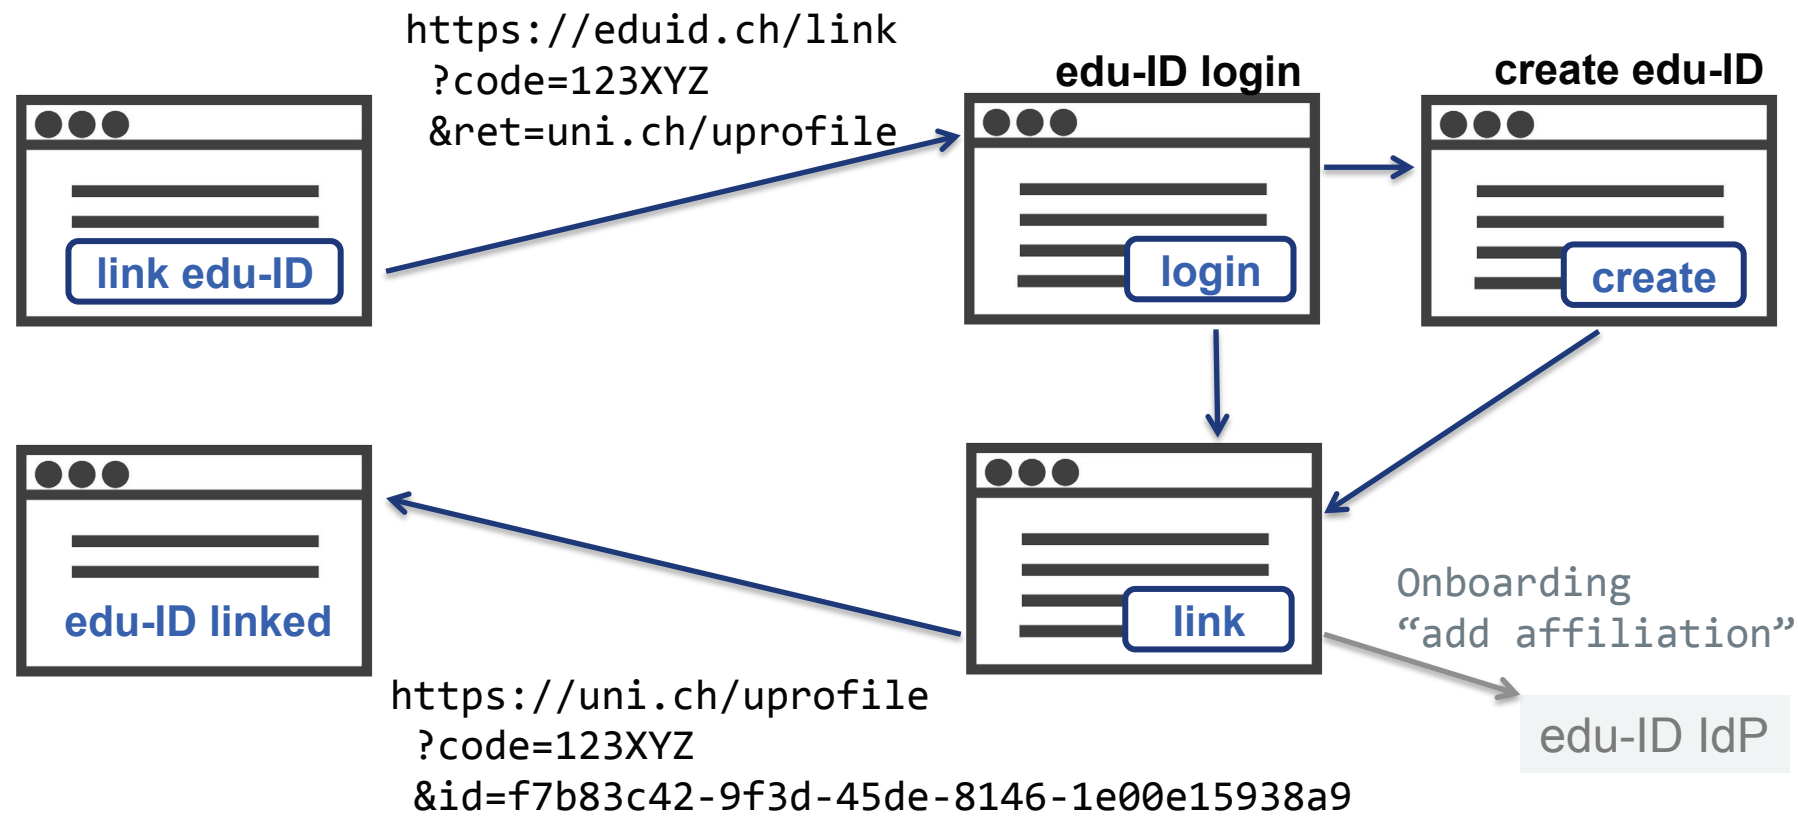 https://eduid.ch/link
?code=123XYZ
&ret=uni.ch/uprofile
edu-ID login
create edu-ID
link edu-ID
login
create
edu-ID linked
link
Onboarding
“add affiliation”
edu-ID IdP
https://uni.ch/uprofile
?code=123XYZ
&id=f7b83c42-9f3d-45de-8146-1e00e15938a9